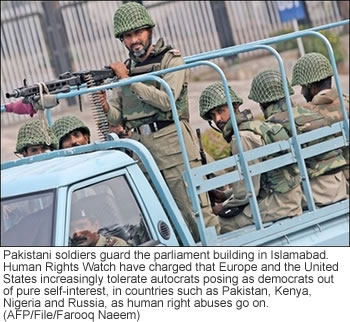 Pakistani soldiers guard the parliament building in Islamabad.
Human Rights Watch have charged that Europe and the United
States increasingly tolerate autocrats posing as democrats out
of pure self-interest, in countries such as Pakistan, Kenya,
Nigeria and Russia, as human right abuses go on.
(AFP/File/Farooq Naeem)